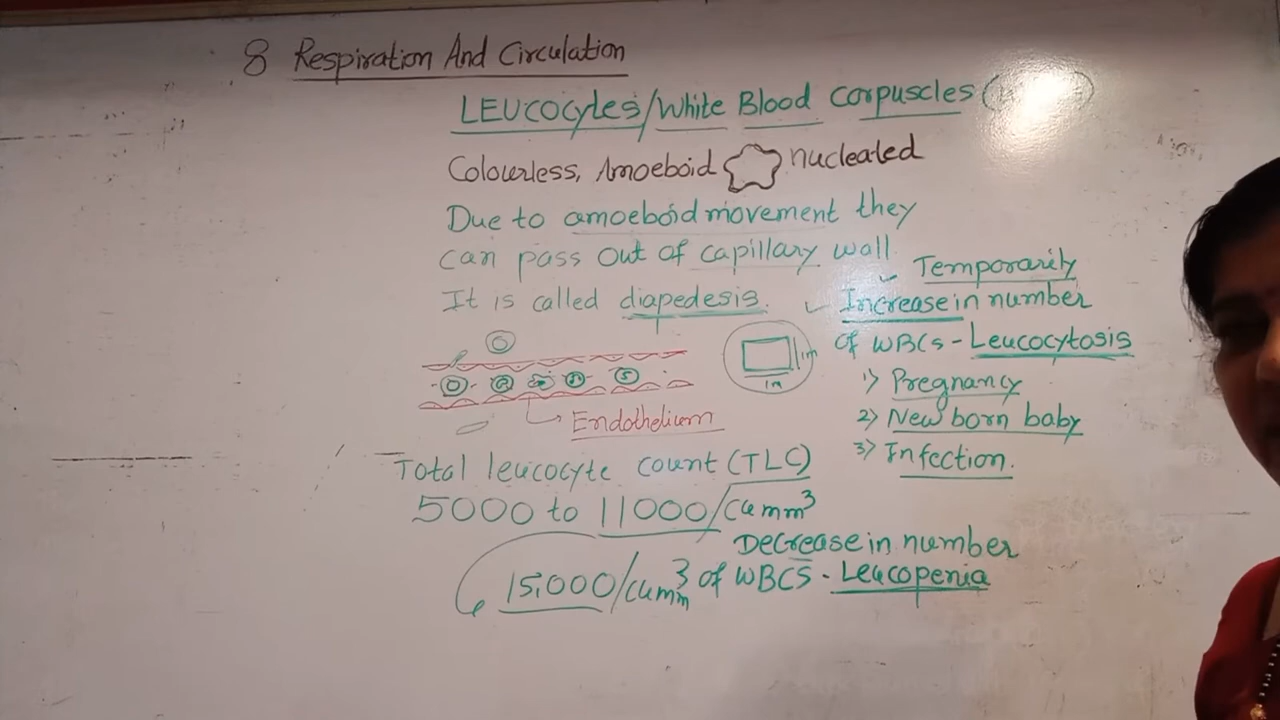 8 Respiration And Circulation
LEUCOCYTES/White Blood Corpuscles
Colourless, Amoeboid nucleated
Due to amoeboid movement they
can pass out of capillary wall.
It is called diapedesis.
Temporarily
Increase in number
of WBCs - Leucocytosis
1) Pregnancy
2) New born baby
3) Infection.
1m
1m
Endothelium
Total leucocyte count (TLC)
5000 to 11000/cumm³
15,000/cumm³
Decrease in number
of WBCS - Leucopenia